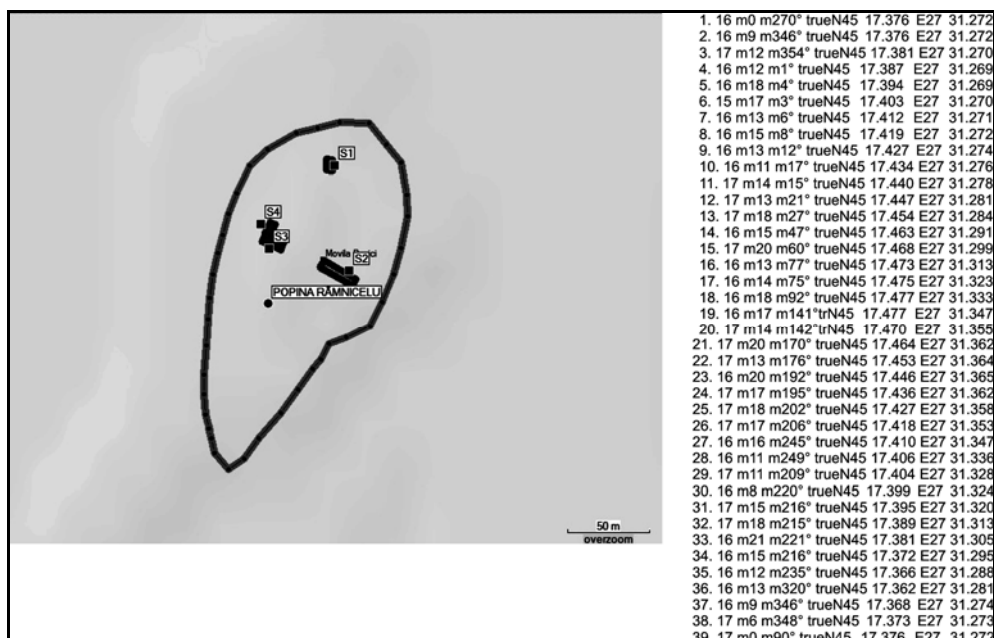 S1
S4
S3
Movila
S2
POPINA RÂMNICELU
50 m
overzoom
1. 16 m0 m270° trueN45 17.376 E27 31.272
2. 16 m9 m346° trueN45 17.376 E27 31.272
3. 17 m12 m354° trueN45 17.381 E27 31.270
4. 16 m12 m1° trueN45 17.387 E27 31.269
5. 16 m18 m4° trueN45 17.394 E27 31.269
6. 15 m17 m3° trueN45 17.403 E27 31.270
7. 16 m13 m6° trueN45 17.412 E27 31.271
8. 16 m15 m8° trueN45 17.419 E27 31.272
9. 16 m13 m12° trueN45 17.427 E27 31.274
10. 16 m11 m17° trueN45 17.434 E27 31.276
11. 17 m14 m15° trueN45 17.440 E27 31.278
12. 17 m13 m21° trueN45 17.447 E27 31.281
13. 17 m18 m27° trueN45 17.454 E27 31.284
14. 16 m15 m47° trueN45 17.463 E27 31.291
15. 17 m20 m60° trueN45 17.468 E27 31.299
16. 16 m13 m77° trueN45 17.473 E27 31.313
17. 16 m14 m75° trueN45 17.475 E27 31.323
18. 16 m18 m92° trueN45 17.477 E27 31.333
19. 16 m17 m141°trN45 17.477 E27 31.347
20. 17 m14 m142°trN45 17.470 E27 31.355
21. 17 m20 m170° trueN45 17.464 E27 31.362
22. 17 m13 m176° trueN45 17.453 E27 31.364
23. 16 m20 m192° trueN45 17.446 E27 31.365
24. 17 m17 m195° trueN45 17.436 E27 31.362
25. 17 m18 m202° trueN45 17.427 E27 31.358
26. 17 m17 m206° trueN45 17.418 E27 31.353
27. 16 m16 m245° trueN45 17.410 E27 31.347
28. 16 m11 m249° trueN45 17.406 E27 31.336
29. 17 m11 m209° trueN45 17.404 E27 31.328
30. 16 m8 m220° trueN45 17.399 E27 31.324
31. 17 m15 m216° trueN45 17.395 E27 31.320
32. 17 m18 m215° trueN45 17.389 E27 31.313
33. 16 m21 m221° trueN45 17.381 E27 31.305
34. 16 m15 m216° trueN45 17.372 E27 31.295
35. 16 m12 m235° trueN45 17.366 E27 31.288
36. 16 m13 m320° trueN45 17.362 E27 31.281
37. 16 m9 m346° trueN45 17.368 E27 31.274
38. 17 m6 m348° trueN45 17.373 E27 31.273
39. 17 m0 m90° trueN45 17.376 E27 31.272